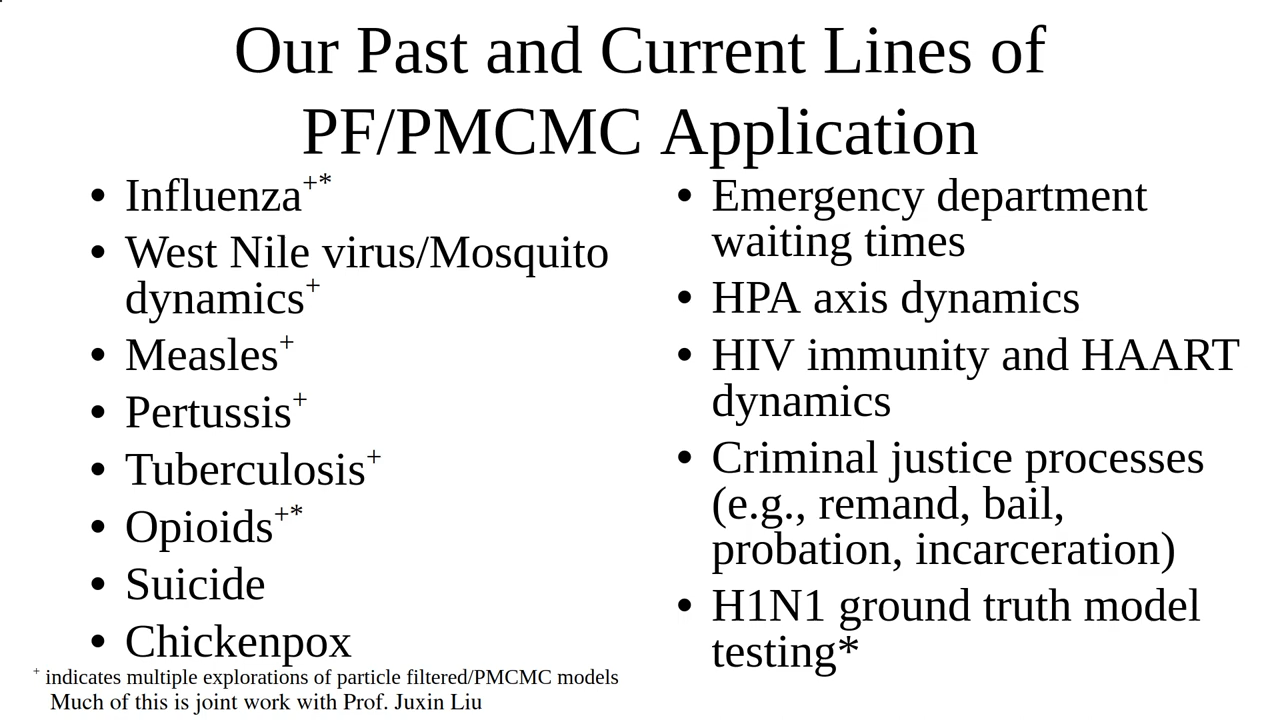 Our Past and Current Lines of
PF/PMCMC Application
• Influenza+*
• West Nile virus/Mosquito
dynamics+
• Measles+
• Pertussis+
• Tuberculosis+
• Opioids+*
• Suicide
• Chickenpox
• Emergency department
waiting times
• HPA axis dynamics
• HIV immunity and HAART
dynamics
• Criminal justice processes
(e.g., remand, bail,
probation, incarceration)
• H1N1 ground truth model
testing*
+ indicates multiple explorations of particle filtered/PMCMC models
Much of this is joint work with Prof. Juxin Liu